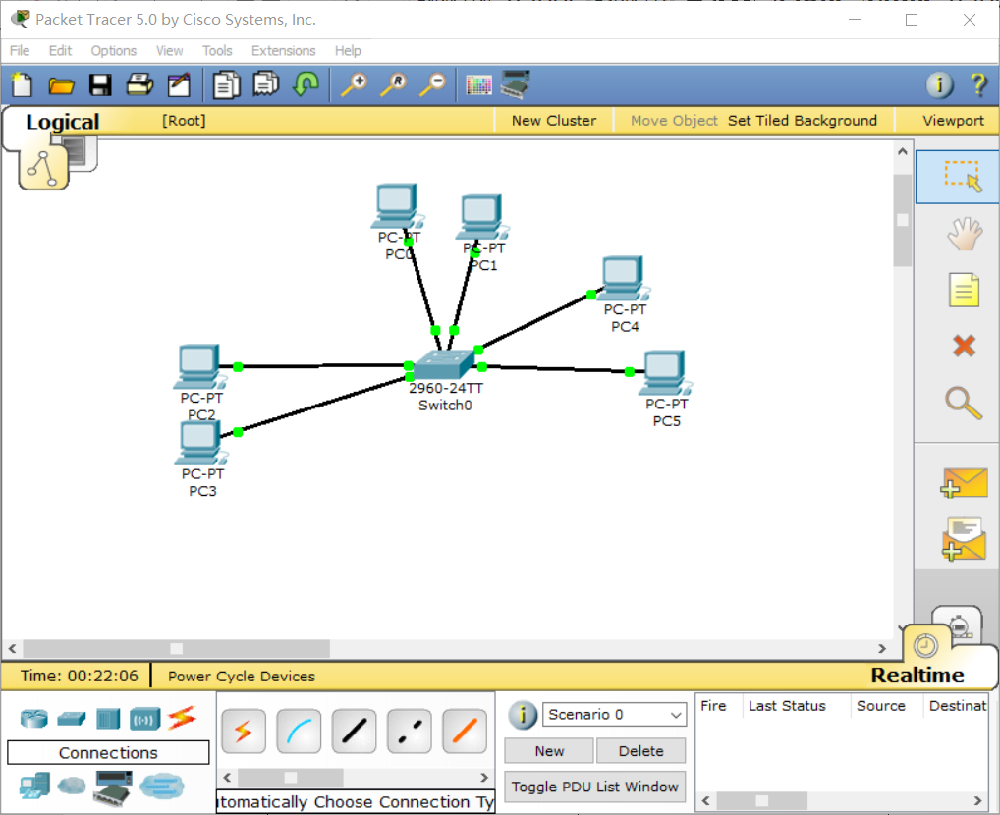 Packet Tracer 5.0 by Cisco Systems, Inc.
File Edit Options View Tools Extensions Help
Logical [Root] New Cluster Move Object Set Tiled Background Viewport
PC-PT
PC0
PC-PT
PC1
PC-PT
PC4
PC-PT
PC2
2960-24TT
Switch0
PC-PT
PC5
PC-PT
PC3
Time: 00:22:06 Power Cycle Devices Realtime
Scenario 0
Fire Last Status Source Destinat
Connections
New Delete
Toggle PDU List Window
utomatically Choose Connection Ty